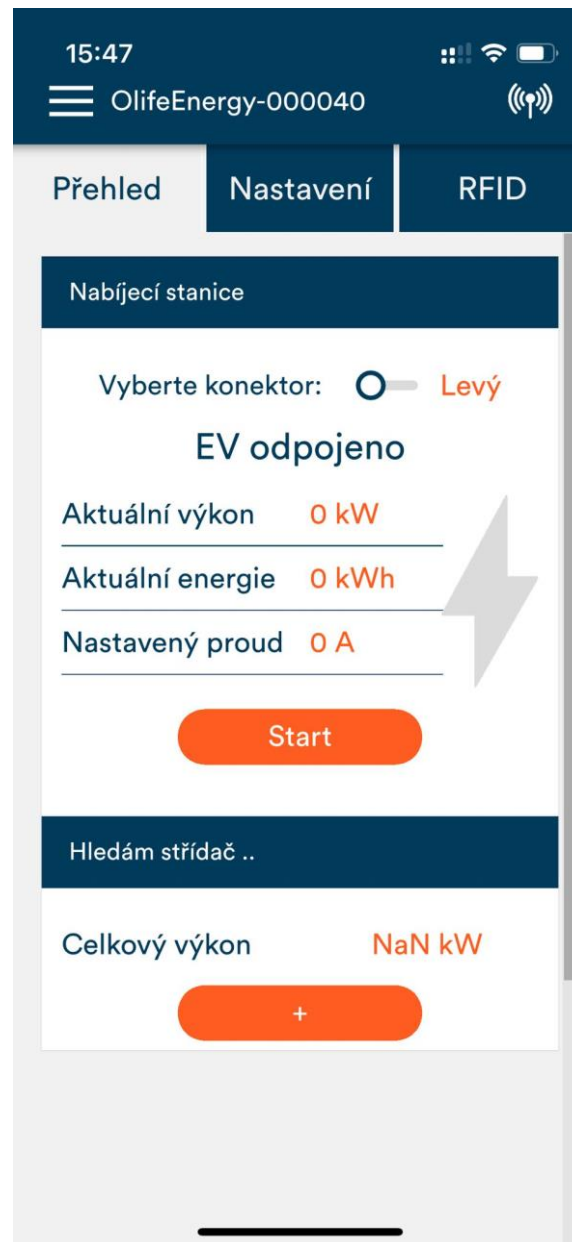 15:47
OlifeEnergy-000040
Přehled Nastavení RFID
Nabíjecí stanice
Vyberte konektor: Levý
EV odpojeno
Aktuální výkon 0 kW
Aktuální energie 0 kWh
Nastavený proud 0 A
Start
Hledám střídač ..
Celkový výkon NaN kW
+